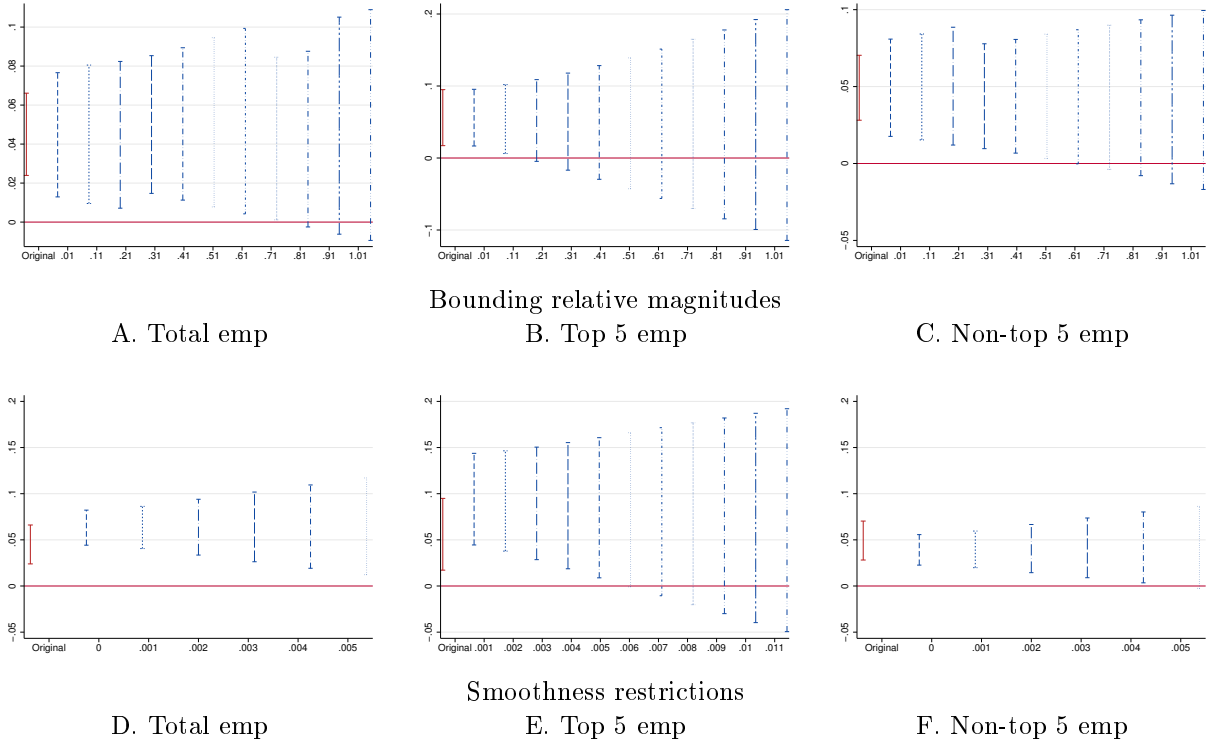 .1
.08
.06
.04
.02
0
Original .01 .11 .21 .31 .41 .51 .61 .71 .81 .91 1.01
.2
.1
0
-.1
Original .01 .11 .21 .31 .41 .51 .61 .71 .81 .91 1.01
.1
.05
0
-.05
Original .01 .11 .21 .31 .41 .51 .61 .71 .81 .91 1.01
Bounding relative magnitudes
A. Total emp
B. Top 5 emp
C. Non-top 5 emp
.2
.15
.1
.05
0
-.05
Original 0 .001 .002 .003 .004 .005
.2
.15
.1
.05
0
-.05
Original .001 .002 .003 .004 .005 .006 .007 .008 .009 .01 .011
.2
.15
.1
.05
0
-.05
Original 0 .001 .002 .003 .004 .005
Smoothness restrictions
D. Total emp
E. Top 5 emp
F. Non-top 5 emp